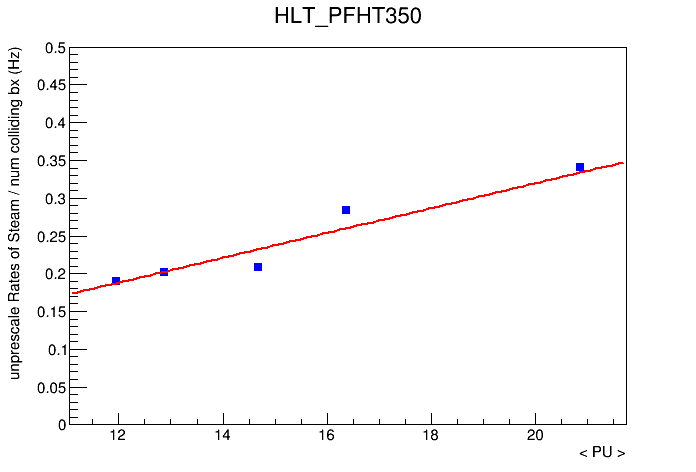 HLT_PFHT350
unprescale Rates of Steam / num colliding bx (Hz)
0.5
0.45
0.4
0.35
0.3
0.25
0.2
0.15
0.1
0.05
0
12 14 16 18 20
< PU >